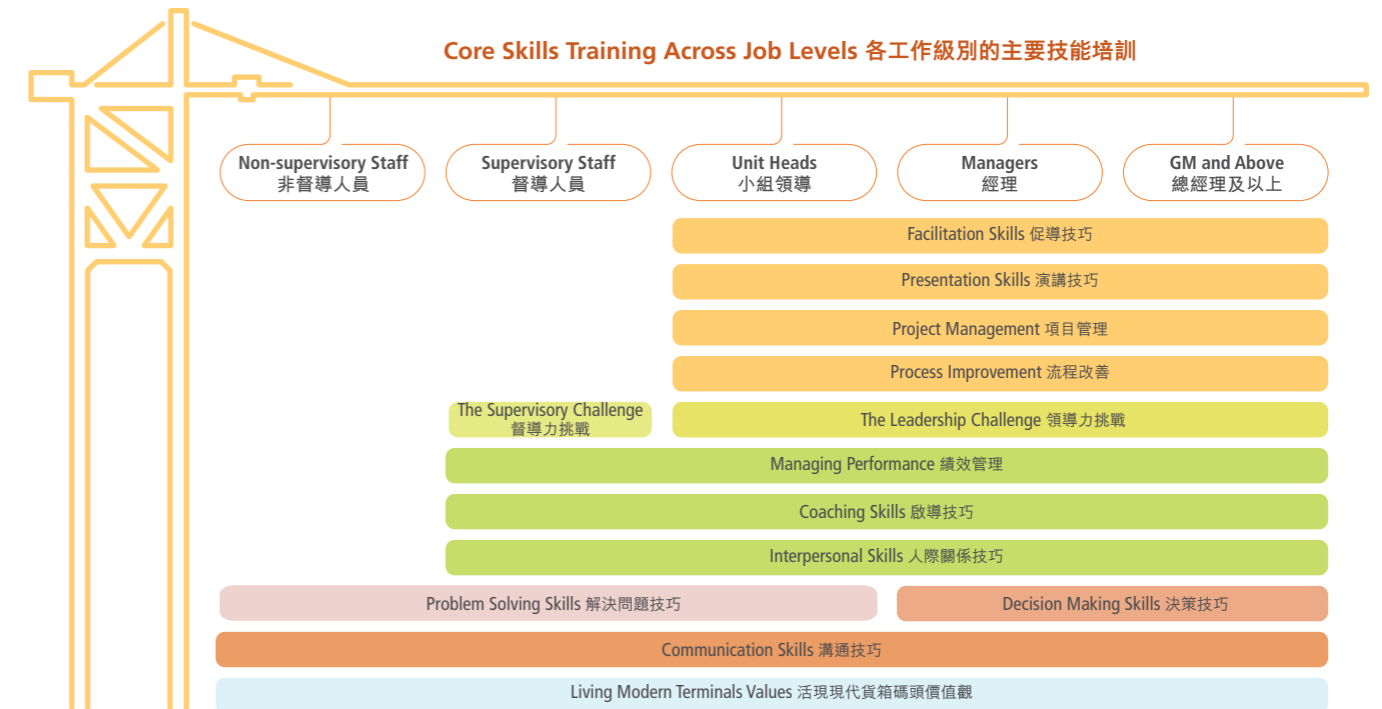 Core Skills Training Across Job Levels 各工作級別的主要技能培訓
Non-supervisory Staff
非督導人員
Supervisory Staff
督導人員
Unit Heads
小組領導
Managers
經理
GM and Above
總經理及以上
Facilitation Skills 促導技巧
Presentation Skills 演講技巧
Project Management 項目管理
Process Improvement 流程改善
The Supervisory Challenge
督導力挑戰
The Leadership Challenge 領導力挑戰
Managing Performance 績效管理
Coaching Skills 啟導技巧
Interpersonal Skills 人際關係技巧
Problem Solving Skills 解決問題技巧
Decision Making Skills 決策技巧
Communication Skills 溝通技巧
Living Modern Terminals Values 活現現代貨箱碼頭價值觀